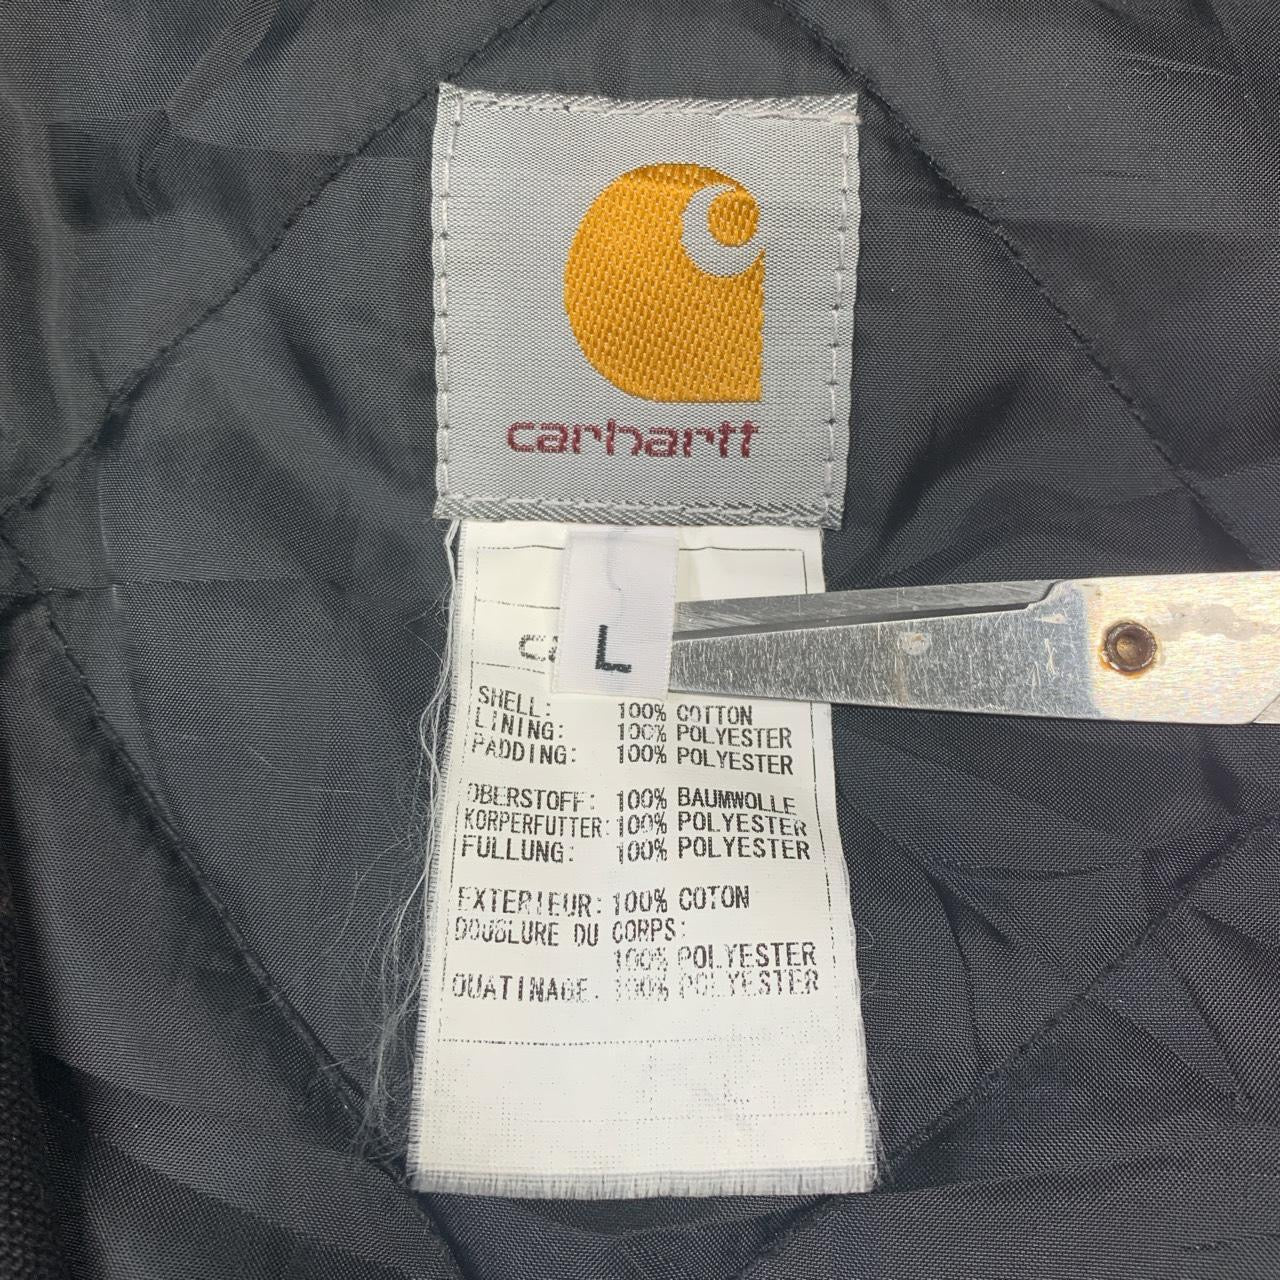 carhartt
L
SHELL: 100% COTTON
LINING: 100% POLYESTER
PADDING: 100% POLYESTER
OBERSTOFF: 100% BAUMWOLLE
KORPERFUTTER: 100% POLYESTER
FULLUNG: 100% POLYESTER
EXTERIEUR: 100% COTON
DOUBLURE DU CORPS:
100% POLYESTER
OUATINAGE. 100% POLYESTER